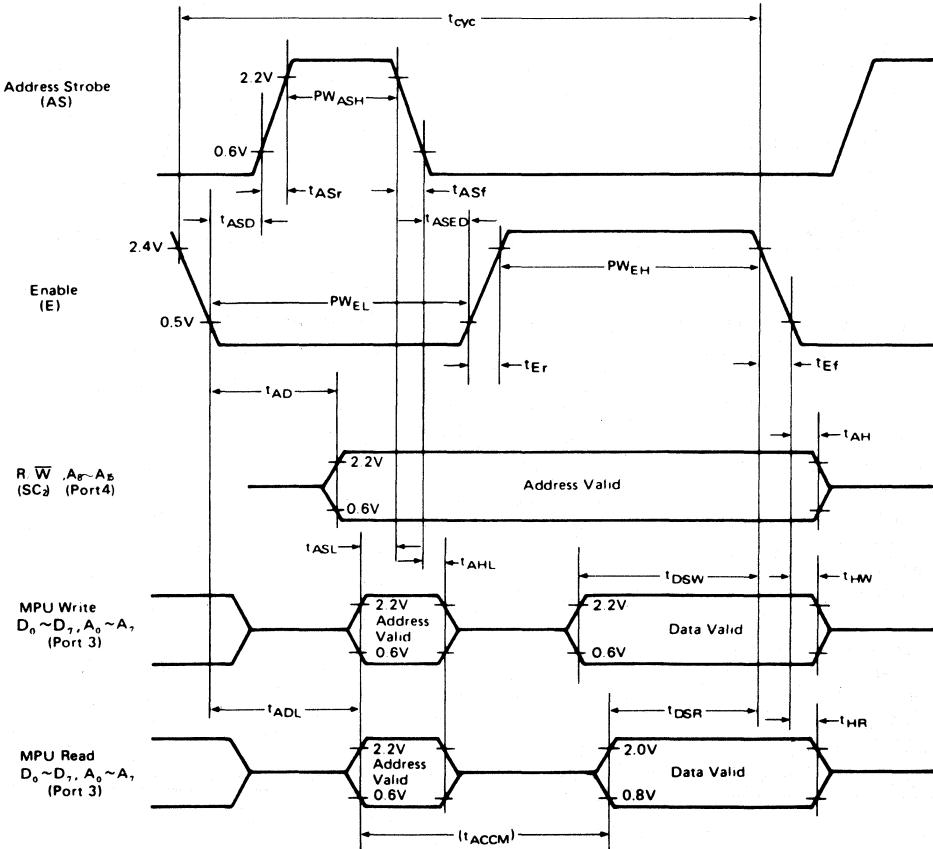 tcyc
Address Strobe
(AS)
2.2V
PWASH
0.6V
tASr
tASf
tASD
tASED
Enable
(E)
2.4V
PWEH
PWEL
0.5V
tEr
tEf
tAD
tAH
R W̅ ,A8~A15
(SC2) (Port4)
2.2V
Address Valid
0.6V
tASL
tAHL
tDSW
tHW
MPU Write
D0~D7, A0~A7
(Port 3)
2.2V
Address
Valid
0.6V
2.2V
Data Valid
0.6V
tADL
tDSR
tHR
MPU Read
D0~D7, A0~A7
(Port 3)
2.2V
Address
Valid
0.6V
2.0V
Data Valid
0.8V
(tACCM)